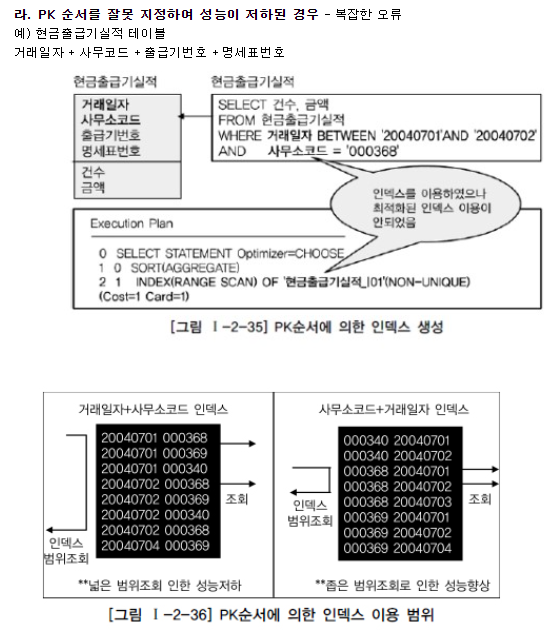 라. PK 순서를 잘못 지정하여 성능이 저하된 경우 - 복잡한 오류
예) 현금출급기실적 테이블
거래일자 + 사무소코드 + 출급기번호 + 명세표번호
현금출급기실적
현금출급기실적
거래일자
사무소코드
출급기번호
명세표번호
건수
금액
SELECT 건수, 금액
FROM 현금출급기실적
WHERE 거래일자 BETWEEN '20040701'AND '20040702'
AND 사무소코드 = '000368'
인덱스를 이용하였으나
최적화된 인덱스 이용이
안되었음
Execution Plan
0 SELECT STATEMENT Optimizer=CHOOSE
1 0 SORT(AGGREGATE)
2 1 INDEX(RANGE SCAN) OF '현금출급기실적_I01'(NON-UNIQUE)
(Cost=1 Card=1)
[그림 Ⅰ-2-35] PK순서에 의한 인덱스 생성
거래일자+사무소코드 인덱스
20040701 000368
20040701 000369
20040701 000340
20040702 000368
20040702 000369
20040702 000340
20040702 000368
20040704 000369
조회
인덱스
범위조회
**넓은 범위조회 인한 성능저하
사무소코드+거래일자 인덱스
000340 20040701
000340 20040702
000368 20040701
000368 20040702
000368 20040703
000369 20040701
000369 20040702
000369 20040704
조회
인덱스
범위조회
**좁은 범위조회로 인한 성능향상
[그림 Ⅰ-2-36] PK순서에 의한 인덱스 이용 범위